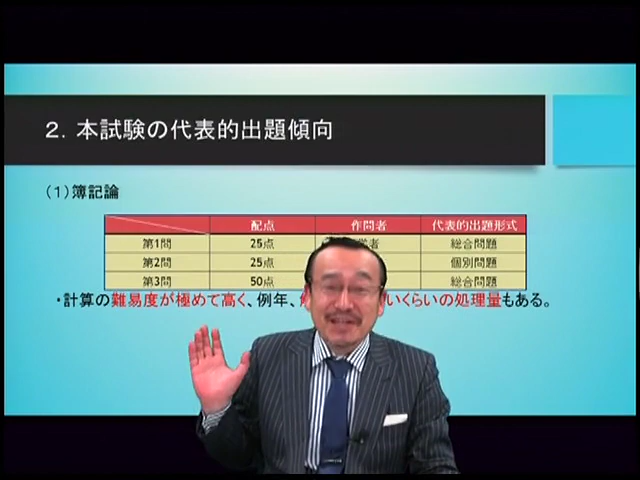 2．本試験の代表的出題傾向
（1）簿記論
配点 作問者 代表的出題形式
第1問 25点 者 総合問題
第2問 25点 個別問題
第3問 50点 総合問題
・計算の難易度が極めて高く、例年、 いくらいの処理量もある。